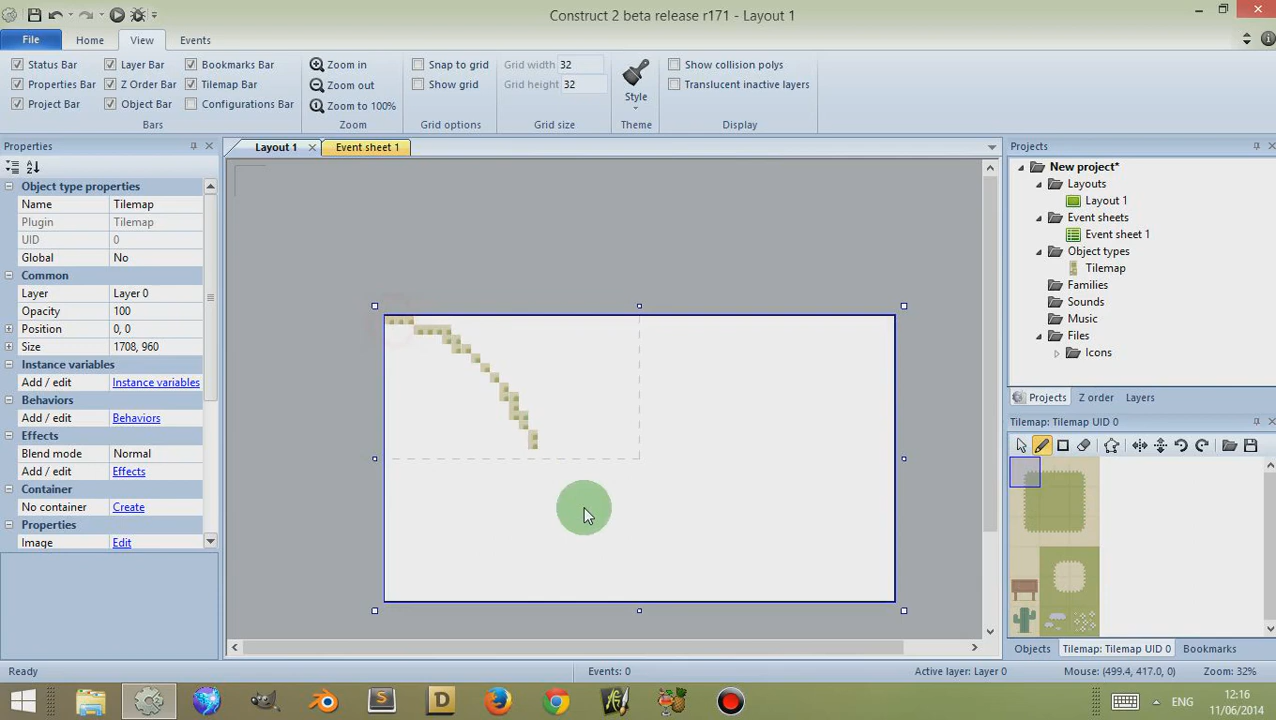 Construct 2 beta release r171 - Layout 1
File Home View Events
Status Bar Layer Bar Bookmarks Bar
Properties Bar Z Order Bar Tilemap Bar
Project Bar Object Bar Configurations Bar
Bars
Zoom in
Zoom out
Zoom to 100%
Zoom
Snap to grid
Show grid
Grid options
Grid width 32
Grid height 32
Grid size
Style
Theme
Show collision polys
Translucent inactive layers
Display
Properties
Object type properties
Name Tilemap
Plugin Tilemap
UID 0
Global No
Common
Layer Layer 0
Opacity 100
Position 0, 0
Size 1708, 960
Instance variables
Add / edit Instance variables
Behaviors
Add / edit Behaviors
Effects
Blend mode Normal
Add / edit Effects
Container
No container Create
Properties
Image Edit
Layout 1 Event sheet 1
Projects
New project*
Layouts
Layout 1
Event sheets
Event sheet 1
Object types
Tilemap
Families
Sounds
Music
Files
Icons
Projects Z order Layers
Tilemap: Tilemap UID 0
Objects Tilemap: Tilemap UID 0 Bookmarks
Ready Events: 0 Active layer: Layer 0 Mouse: (499.4, 417.0, 0) Zoom: 32%
S D
ENG
12:16
11/06/2014